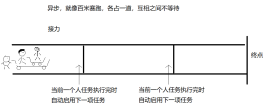 异步，就像百米赛跑，各占一道，互相之间不等待
接力
终点
当前一个人任务执行完时
自动启用下一项任务
当前一个人任务执行完时
自动启用下一项任务